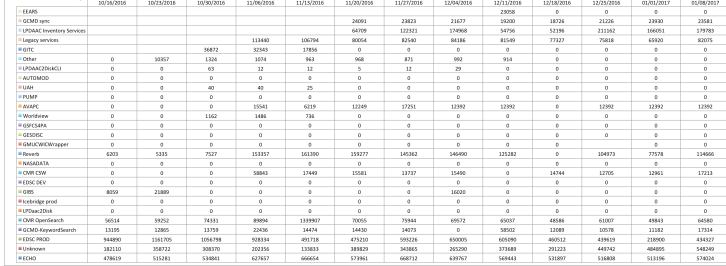 10/16/2016 10/23/2016 10/30/2016 11/06/2016 11/13/2016 11/20/2016 11/27/2016 12/04/2016 12/11/2016 12/18/2016 12/25/2016 01/01/2017 01/08/2017
EEARS 23058 0 0 0 0
GCMD sync 24091 23823 21677 19200 18726 21226 23930 23581
LPDAAC Inventory Services 64709 122321 174968 54756 52196 211162 166051 179783
Legacy services 113440 106794 80054 82540 84186 81549 77327 75818 65920 82075
GITC 36872 32343 17856 0 0 0 0 0 0 0 0
Other 0 10357 1324 1074 963 968 871 992 914 0 0 0 0
LPDAAC2DiskCLI 0 0 63 12 12 5 12 29 0 0 0 0 0
AUTOMOD 0 0 0 0 0 0 0 0 0 0 0 0 0
UAH 0 0 40 40 25 0 0 0 0 0 0 0 0
PUMP 0 0 0 0 0 0 0 0 0 0 0 0 0
AVAPC 0 0 0 15541 6219 12249 17251 12392 12392 0 12392 12392 12392
Worldview 0 0 1162 1486 736 0 0 0 0 0 0 0 0
GSFCS4PA 0 0 0 0 0 0 0 0 0 0 0 0 0
GESDISC 0 0 0 0 0 0 0 0 0 0 0 0 0
GMUCWICWrapper 0 0 0 0 0 0 0 0 0 0 0 0 0
Reverb 6203 5335 7527 153357 161390 159277 145362 146490 125282 0 104973 77578 114666
NASADATA 0 0 0 0 0 0 0 0 0 0 0 0 0
CMR CSW 0 0 0 58843 17449 15581 13737 15490 0 14744 12705 12961 17213
EDSC DEV 0 0 0 0 0 0 0 0 0 0 0 0 0
GIBS 8059 21889 0 0 0 0 0 16020 0 0 0 0 0
Icebridge prod 0 0 0 0 0 0 0 0 0 0 0 0 0
LPDaac2Disk 0 0 0 0 0 0 0 0 0 0 0 0 0
CMR OpenSearch 56514 59252 74331 89894 1339907 70055 75944 69572 65037 48586 61007 49843 64580
GCMD-KeywordSearch 13195 12865 13759 22436 14474 14430 14073 0 58502 12089 10578 11182 17314
EDSC PROD 944890 1161705 1056798 928334 491718 475210 593226 650005 605090 460512 439619 218900 434327
Unknown 182110 358722 308370 202356 133833 389829 343865 265290 373687 291223 449742 484895 548249
ECHO 478619 515281 534841 627657 666654 573961 668712 639767 569443 531897 516808 513196 574024